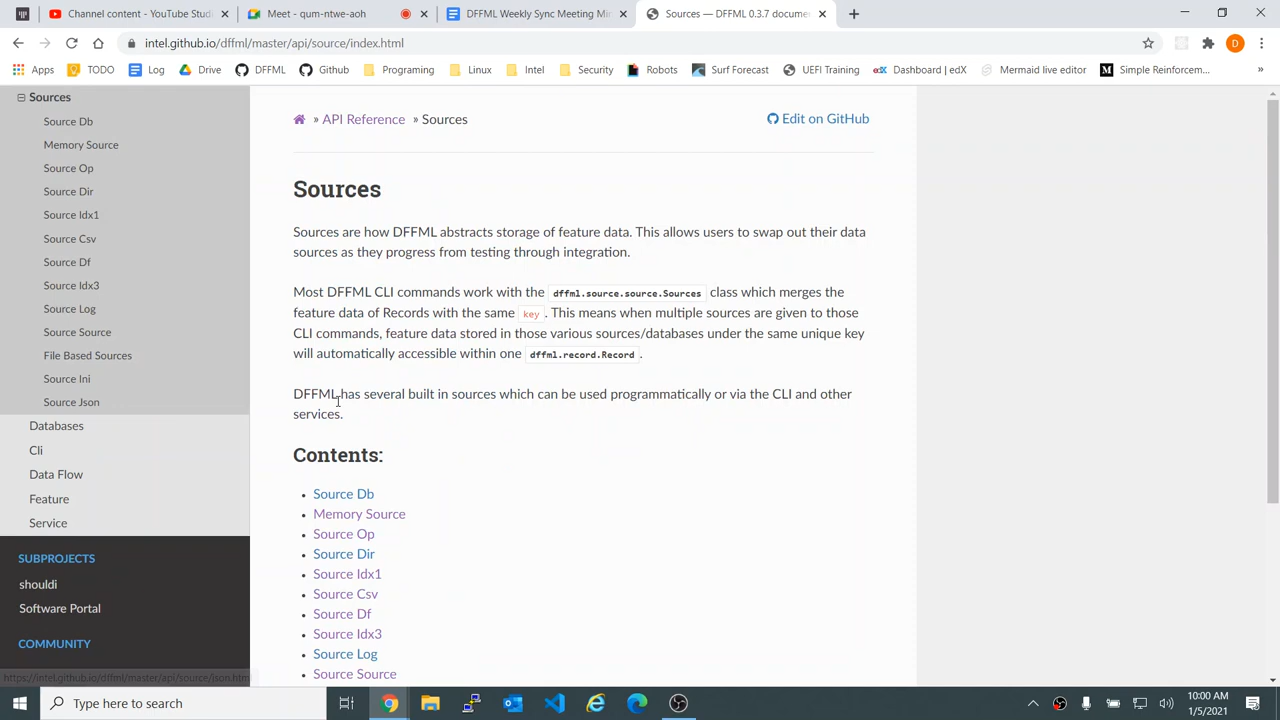 Content - YouTube Stud
Meet - qum-ntwe-aoh
DFFML Weekly Sync Meeting Mi
Sources — DFFML 0.3.7 docume
intel.github.io/dffml/master/api/source/index.html
D
Apps
TODO
Log
Drive
DFFML
Github
Programing
Linux
Intel
Security
Robots
Surf Forecast
UEFI Training
Dashboard | edX
Mermaid live editor
Simple Reinforcem...
Sources
Source Db
Memory Source
Source Op
Source Dir
Source Idx1
Source Csv
Source Df
Source Idx3
Source Log
Source Source
File Based Sources
Source Ini
Source Json
Databases
Cli
Data Flow
Feature
Service
SUBPROJECTS
shouldi
Software Portal
COMMUNITY
https://intel.github.io/dffml/master/api/source/json.html
» API Reference » Sources
Edit on GitHub
Sources
Sources are how DFFML abstracts storage of feature data. This allows users to swap out their data
sources as they progress from testing through integration.
Most DFFML CLI commands work with the dffml.source.source.Sources class which merges the
feature data of Records with the same key. This means when multiple sources are given to those
CLI commands, feature data stored in those various sources/databases under the same unique key
will automatically accessible within one dffml.record.Record.
DFFML has several built in sources which can be used programmatically or via the CLI and other
services.
Contents:
• Source Db
• Memory Source
• Source Op
• Source Dir
• Source Idx1
• Source Csv
• Source Df
• Source Idx3
• Source Log
• Source Source
Type here to search
10:00 AM
1/5/2021